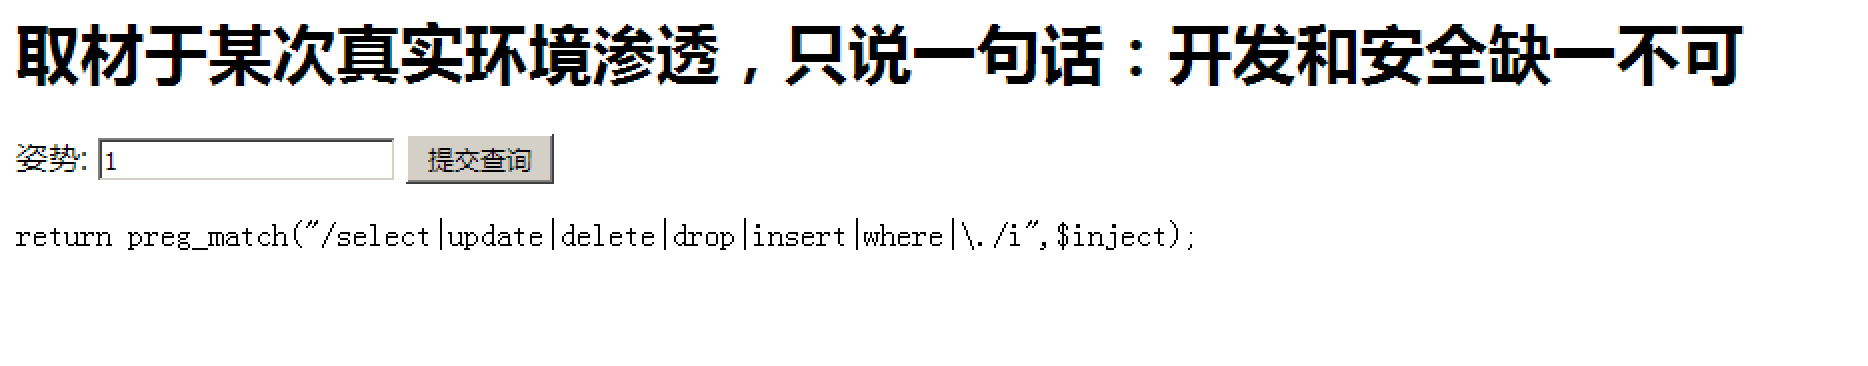 取材于某次真实环境渗透，只说一句话：开发和安全缺一不可
姿势: 1 提交查询
return preg_match("/select|update|delete|drop|insert|where|\./i",$inject);